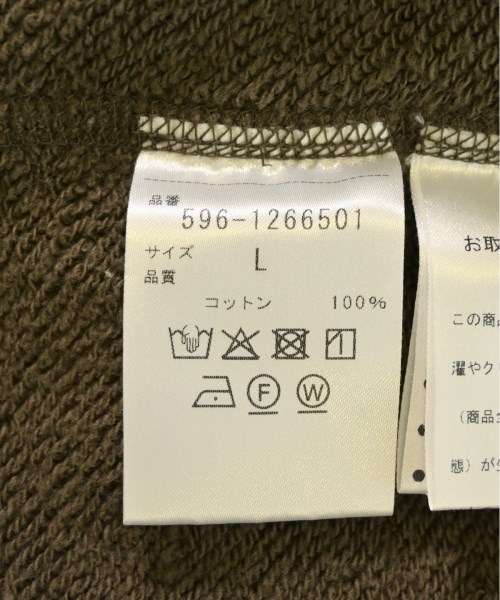 品番
596-1266501
サイズ L
品質
コットン 100%
F W
お取
この商品
濯やク
(商品全
態)が